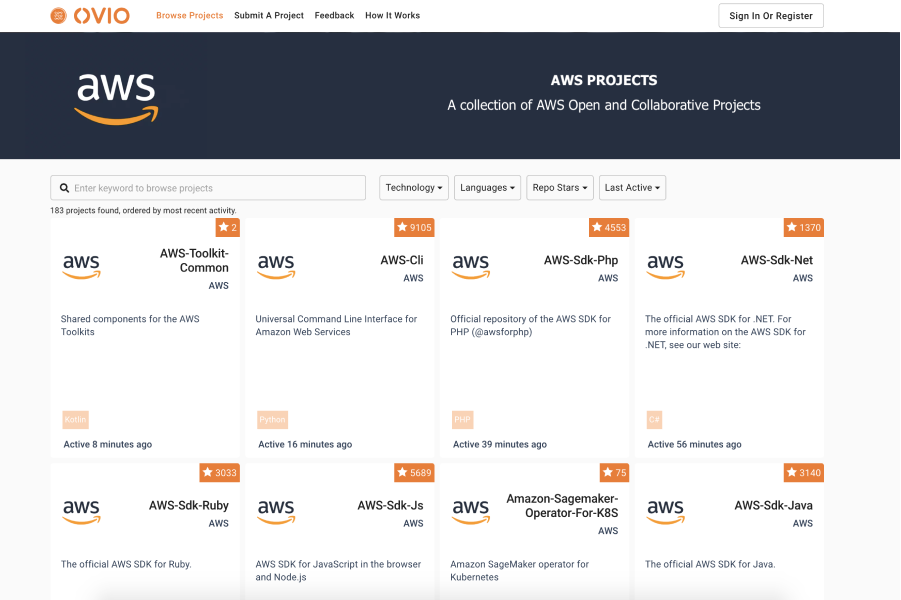 OVIO
Browse Projects
Submit A Project
Feedback
How It Works
Sign In Or Register
aws
AWS PROJECTS
A collection of AWS Open and Collaborative Projects
Enter keyword to browse projects
Technology
Languages
Repo Stars
Last Active
183 projects found, ordered by most recent activity.
2
aws
AWS-Toolkit-
Common
AWS
Shared components for the AWS
Toolkits
Kotlin
Active 8 minutes ago
9105
aws
AWS-Cli
AWS
Universal Command Line Interface for
Amazon Web Services
Python
Active 16 minutes ago
4553
aws
AWS-Sdk-Php
AWS
Official repository of the AWS SDK for
PHP (@awsforphp)
PHP
Active 39 minutes ago
1370
aws
AWS-Sdk-Net
AWS
The official AWS SDK for .NET. For
more information on the AWS SDK for
.NET, see our web site:
C#
Active 56 minutes ago
3033
aws
AWS-Sdk-Ruby
AWS
The official AWS SDK for Ruby.
5689
aws
AWS-Sdk-Js
AWS
AWS SDK for JavaScript in the browser
and Node.js
75
aws
Amazon-Sagemaker-
Operator-For-K8S
AWS
Amazon SageMaker operator for
Kubernetes
3140
aws
AWS-Sdk-Java
AWS
The official AWS SDK for Java.